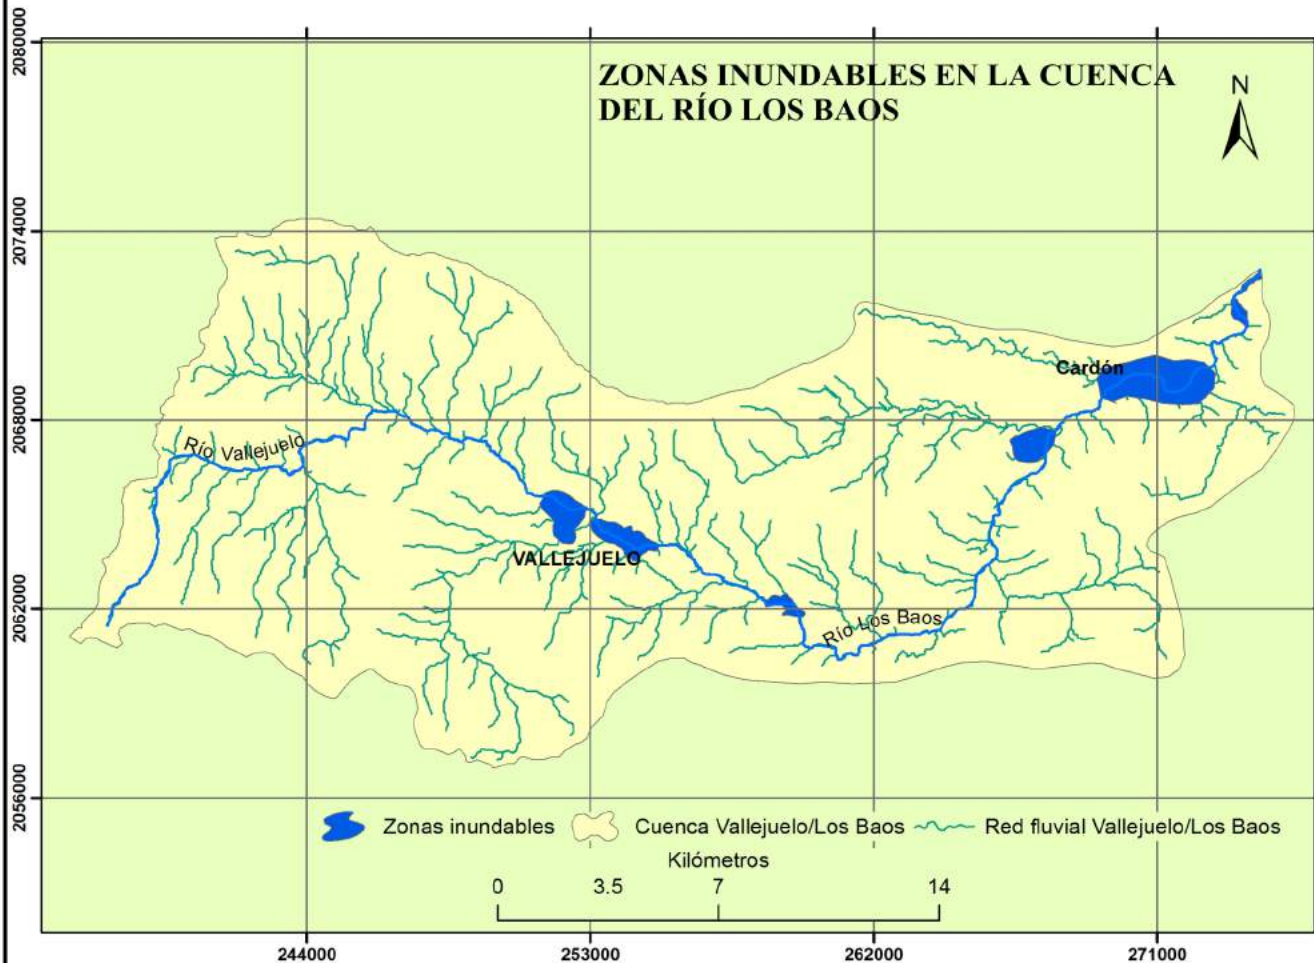 ZONAS INUNDABLES EN LA CUENCA
DEL RÍO LOS BAOS
N
2080000
2074000
2068000
2062000
2056000
Cardón
Río Vallejuelo
VALLEJUELO
Río Los Baos
Zonas inundables
Cuenca Vallejuelo/Los Baos
Red fluvial Vallejuelo/Los Baos
Kilómetros
0 3.5 7 14
244000 253000 262000 271000